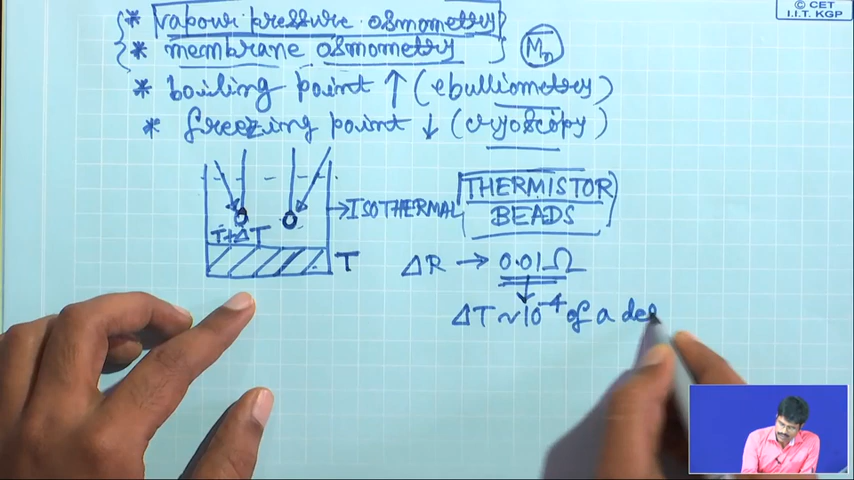 © CET
I.I.T. KGP
* vapour pressure osmometry
* membrane osmometry M̅n
* boiling point ↑ (ebulliometry)
* freezing point ↓ (cryoscopy)
→ ISOTHERMAL
THERMISTOR
BEADS
T+ΔT
T
ΔR → 0.01Ω
ΔT ~ 10⁻⁴ of a deg